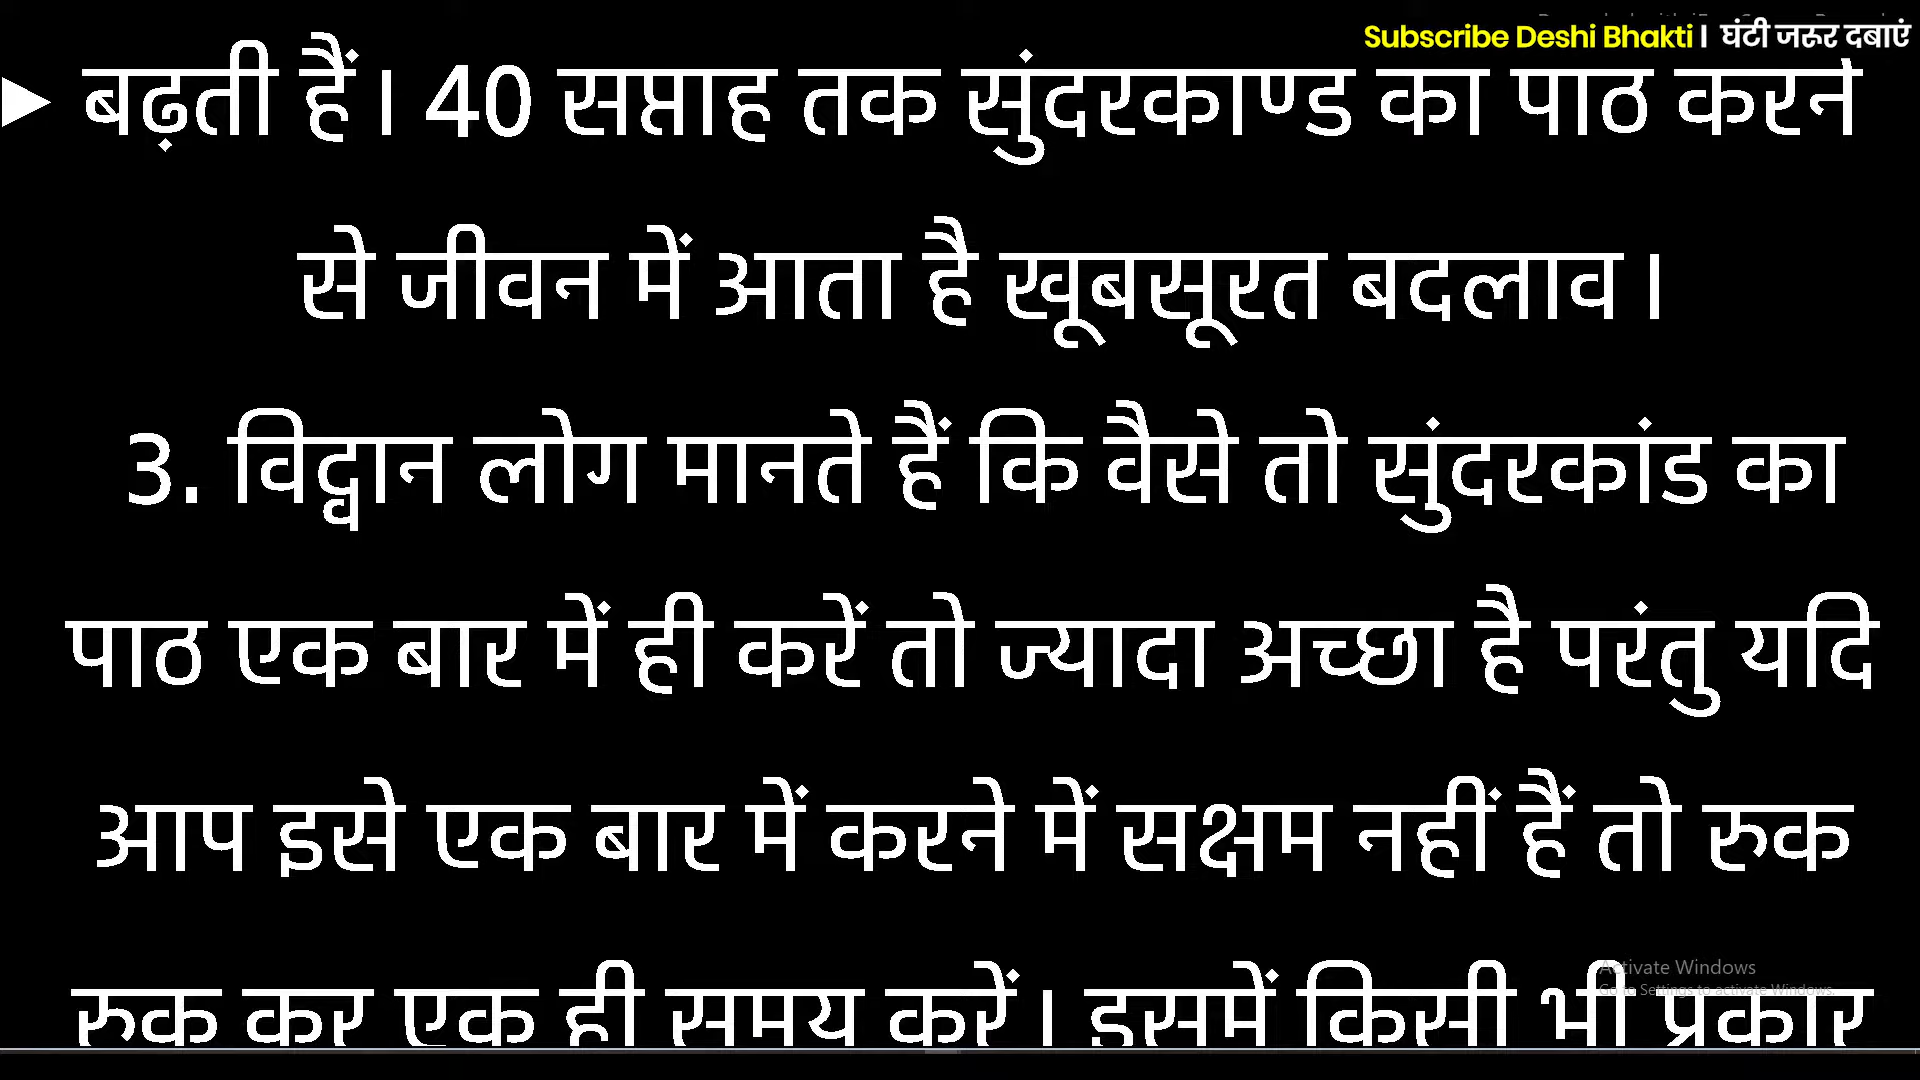 Subscribe Deshi Bhakti। घंटी जरूर दबाएं
बढ़ती हैं। 40 सप्ताह तक सुंदरकाण्ड का पाठ करने
से जीवन में आता है खूबसूरत बदलाव।
3. विद्वान लोग मानते हैं कि वैसे तो सुंदरकांड का
पाठ एक बार में ही करें तो ज्यादा अच्छा है परंतु यदि
आप इसे एक बार में करने में सक्षम नहीं हैं तो रुक
रुक कर एक ही समय करें। इसमें किसी भी प्रकार
Activate Windows
Go to Settings to activate Windows.